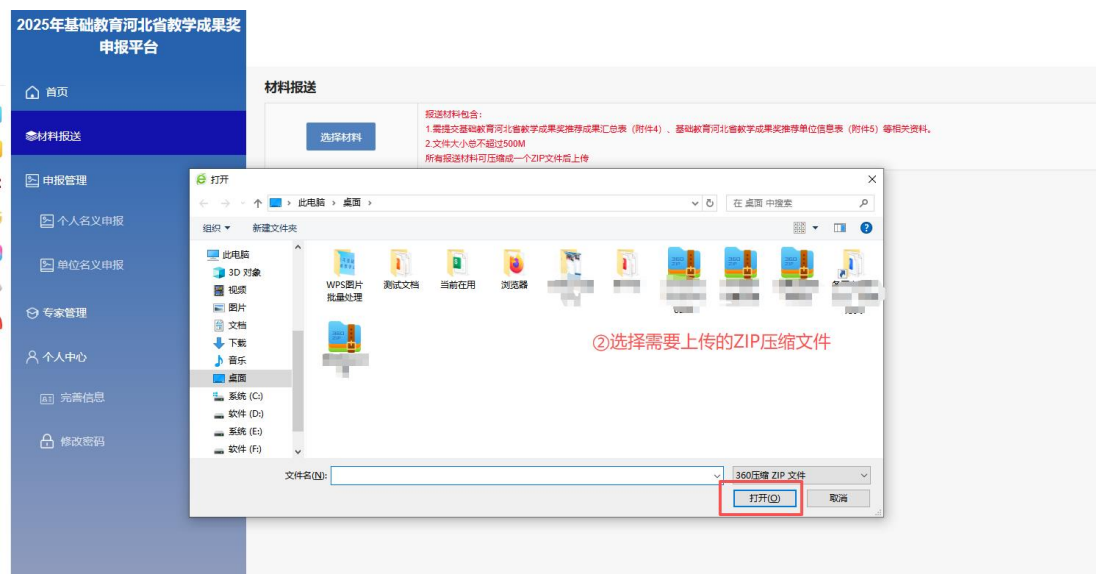 2025年基础教育河北省教学成果奖
申报平台
首页
材料报送
申报管理
个人名义申报
单位名义申报
专家管理
个人中心
完善信息
修改密码
材料报送
选择材料
报送材料包含：
1.需提交基础教育河北省教学成果奖推荐成果汇总表（附件4）、基础教育河北省教学成果奖推荐单位信息表（附件5）等相关资料。
2.文件大小总不超过500M
所有报送材料可压缩成一个ZIP文件后上传
打开
此电脑 › 桌面 ›
在 桌面 中搜索
组织
新建文件夹
此电脑
3D 对象
视频
图片
文档
下载
音乐
桌面
系统 (C:)
软件 (D:)
系统 (E:)
软件 (F:)
WPS图片
批量处理
测试文档
当前在用
浏览器
②选择需要上传的ZIP压缩文件
文件名(N):
360压缩 ZIP 文件
打开(O)
取消